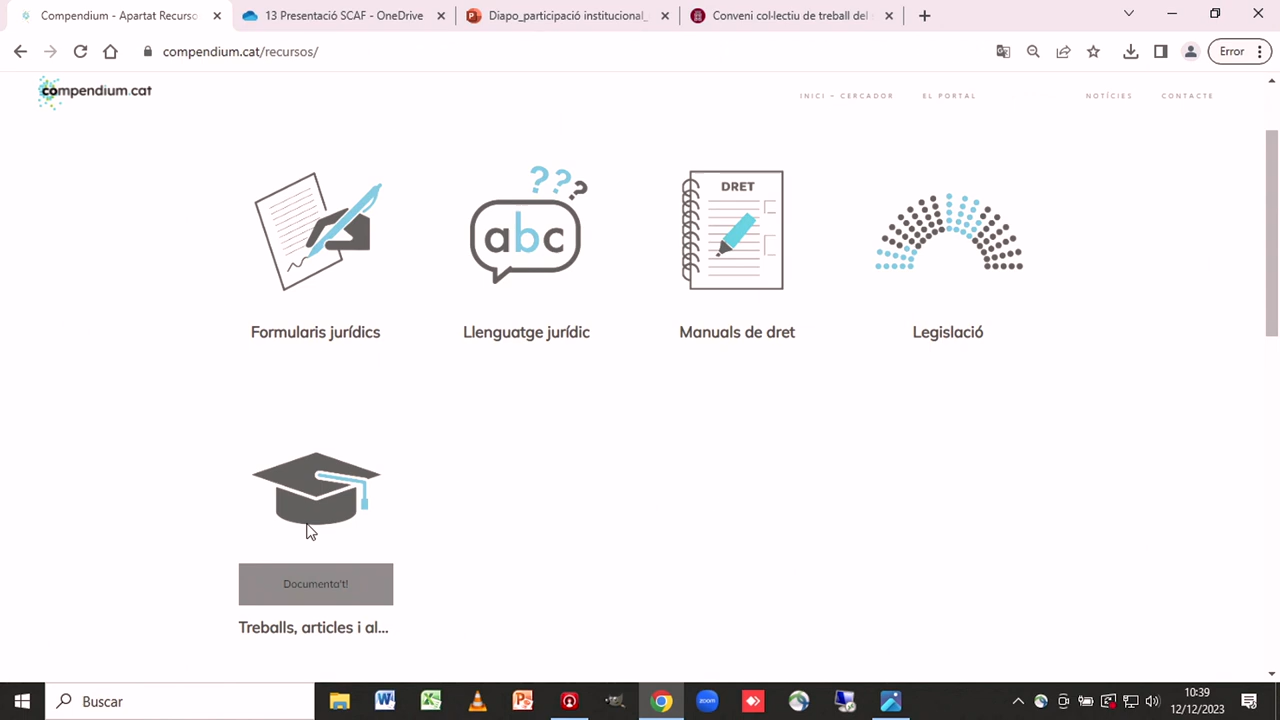 Compendium - Apartat Recurso
13 Presentació SCAF - OneDrive
Diapo_participació institucional_
Conveni col·lectiu de treball del
compendium.cat/recursos/
Error
compendium.cat
INICI – CERCADOR
EL PORTAL
NOTÍCIES
CONTACTE
???
abc
DRET
Formularis jurídics
Llenguatge jurídic
Manuals de dret
Legislació
Documenta't!
Treballs, articles i al...
Buscar
zoom
10:39
12/12/2023